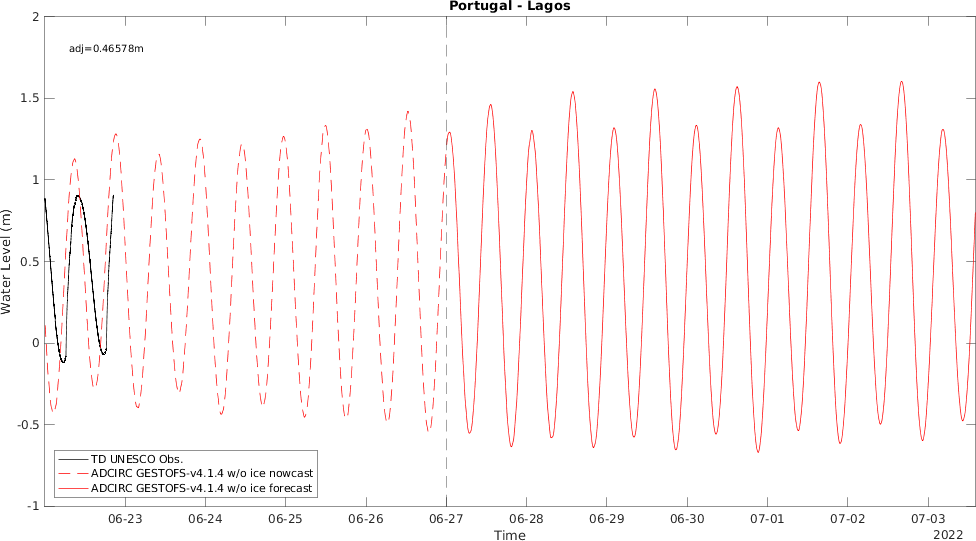 Portugal - Lagos
adj=0.46578m
Water Level (m)
2
1.5
1
0.5
0
-0.5
-1
TD UNESCO Obs.
ADCIRC GESTOFS-v4.1.4 w/o ice nowcast
ADCIRC GESTOFS-v4.1.4 w/o ice forecast
06-23 06-24 06-25 06-26 06-27 06-28 06-29 06-30 07-01 07-02 07-03
Time
2022